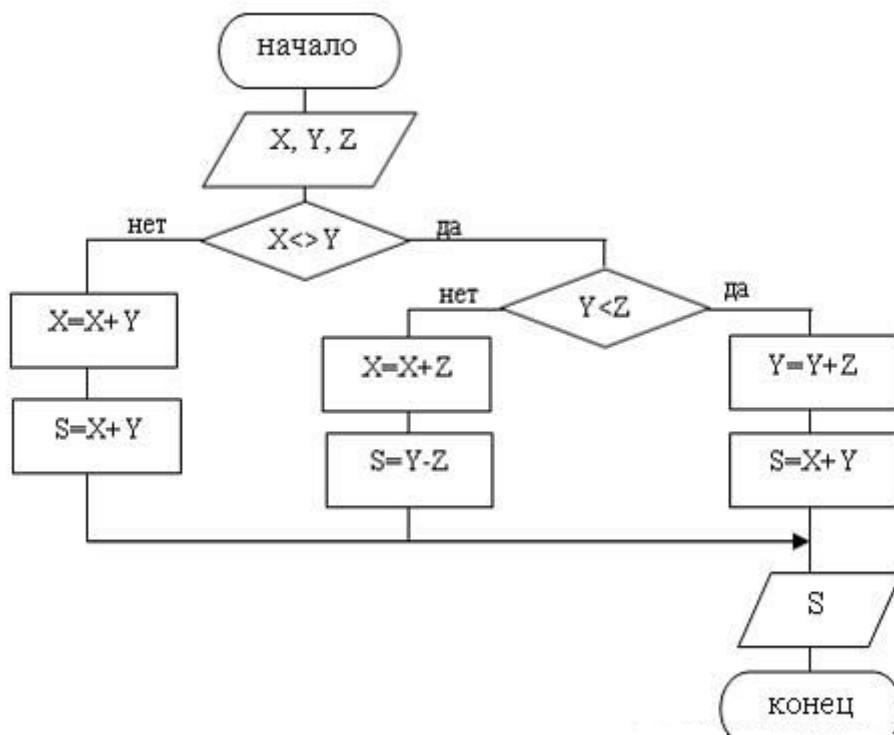 начало
X, Y, Z
нет
X<>Y
да
X=X+Y
S=X+Y
нет
Y<Z
да
X=X+Z
S=Y-Z
Y=Y+Z
S=X+Y
S
конец